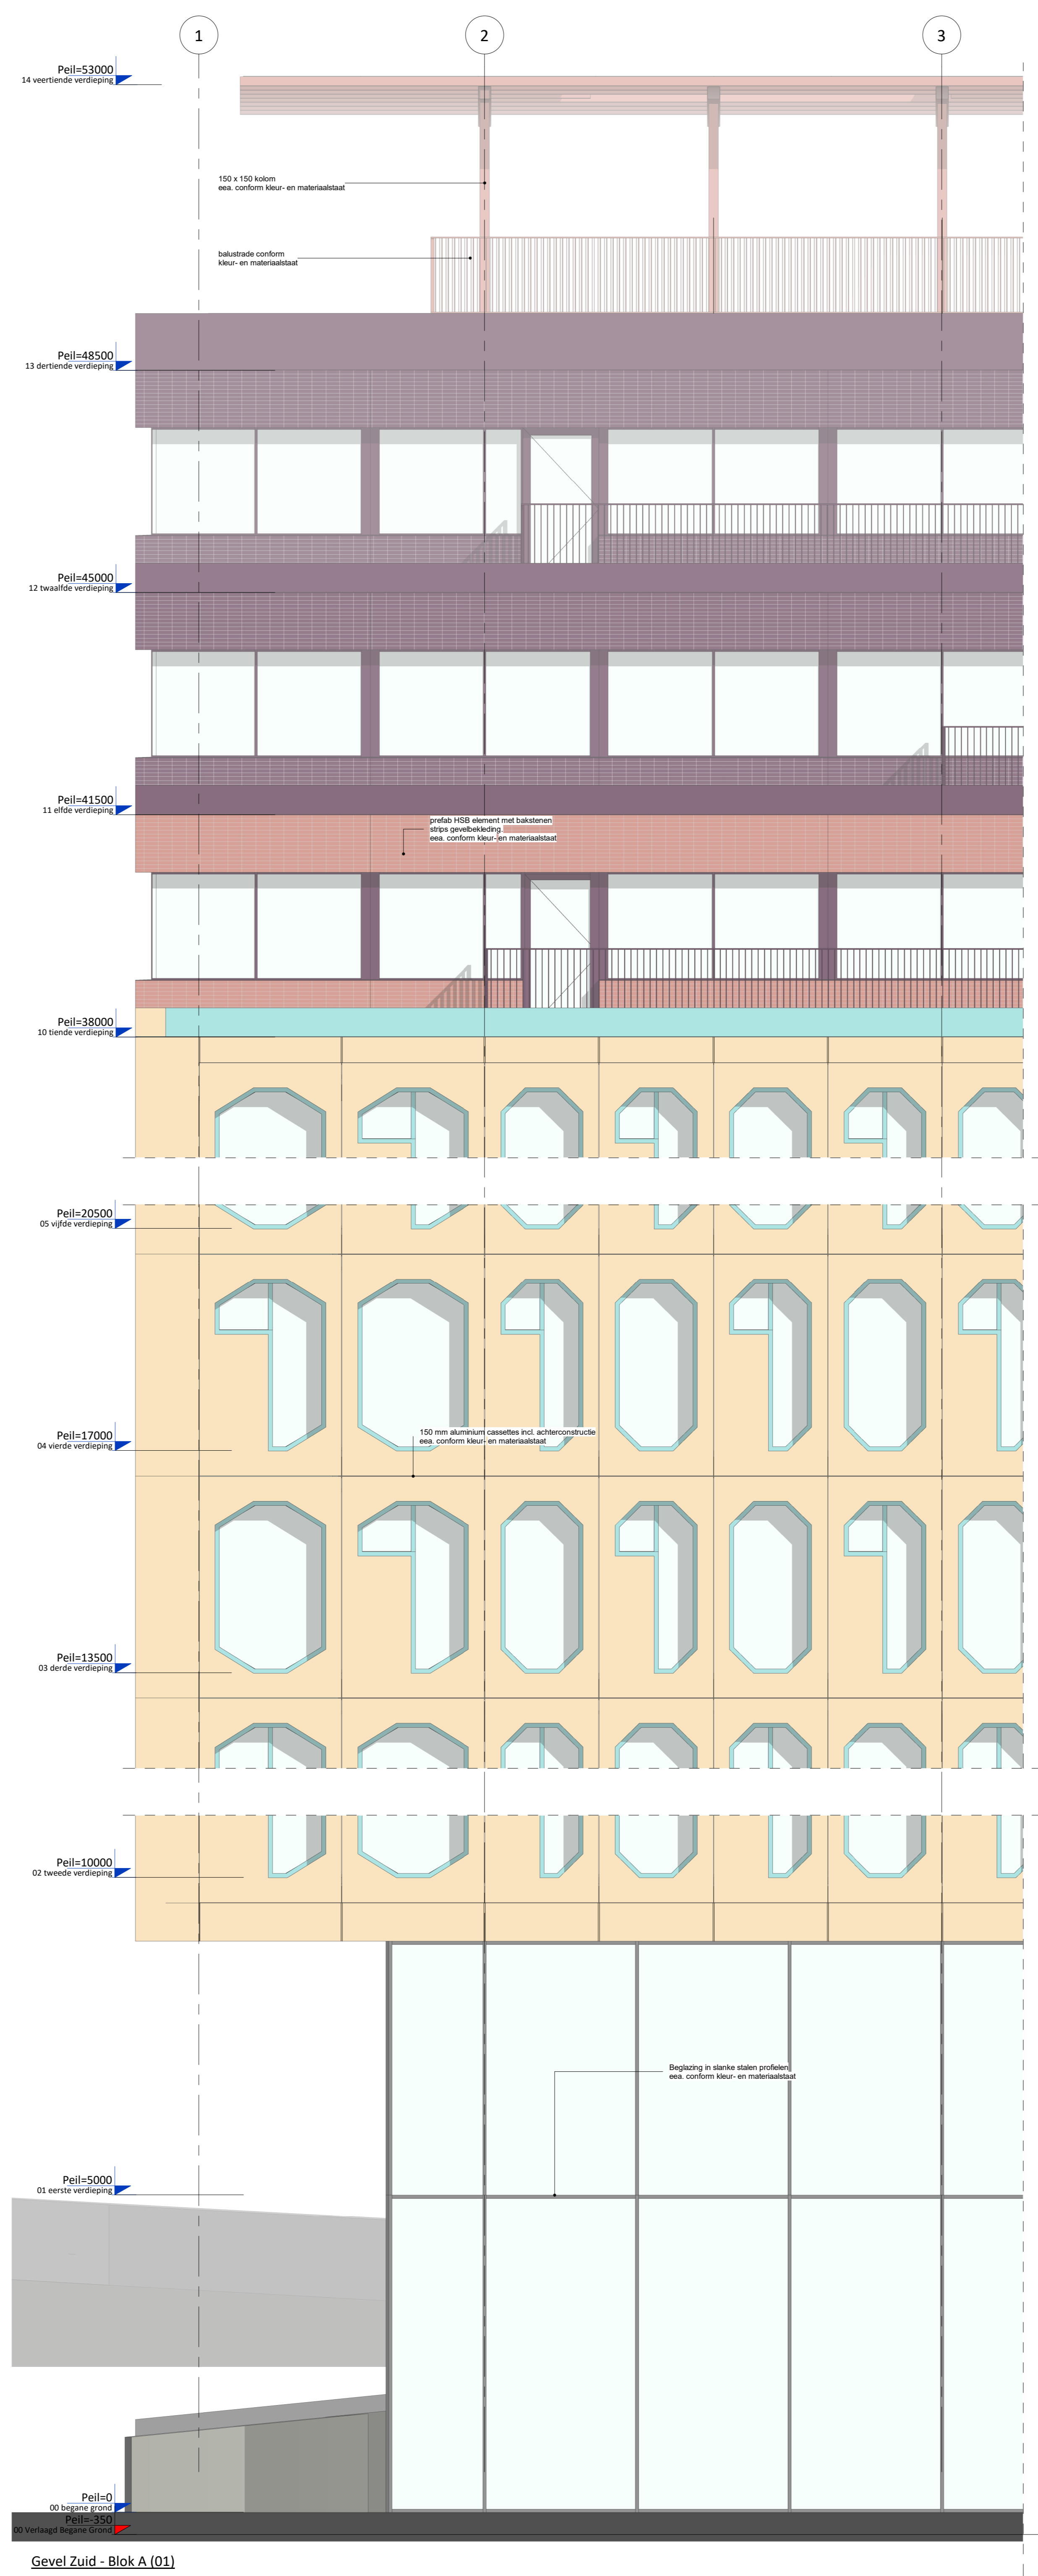 1
2
3
Peil=53000
14 veertiende verdieping
150 x 150 kolom
eea. conform kleur- en materiaalstaat
balustrade conform
kleur- en materiaalstaat
Peil=48500
13 dertiende verdieping
Peil=45000
12 twaalfde verdieping
Peil=41500
11 elfde verdieping
prefab HSB element met bakstenen
strips gevelbekleding.
eea. conform kleur- en materiaalstaat
Peil=38000
10 tiende verdieping
Peil=20500
05 vijfde verdieping
150 mm aluminium cassettes incl. achterconstructie
eea. conform kleur- en materiaalstaat
Peil=17000
04 vierde verdieping
Peil=13500
03 derde verdieping
Peil=10000
02 tweede verdieping
Beglazing in slanke stalen profielen
eea. conform kleur- en materiaalstaat
Peil=5000
01 eerste verdieping
Peil=0
00 begane grond
Peil=-350
00 Verlaagd Begane Grond
Gevel Zuid - Blok A (01)